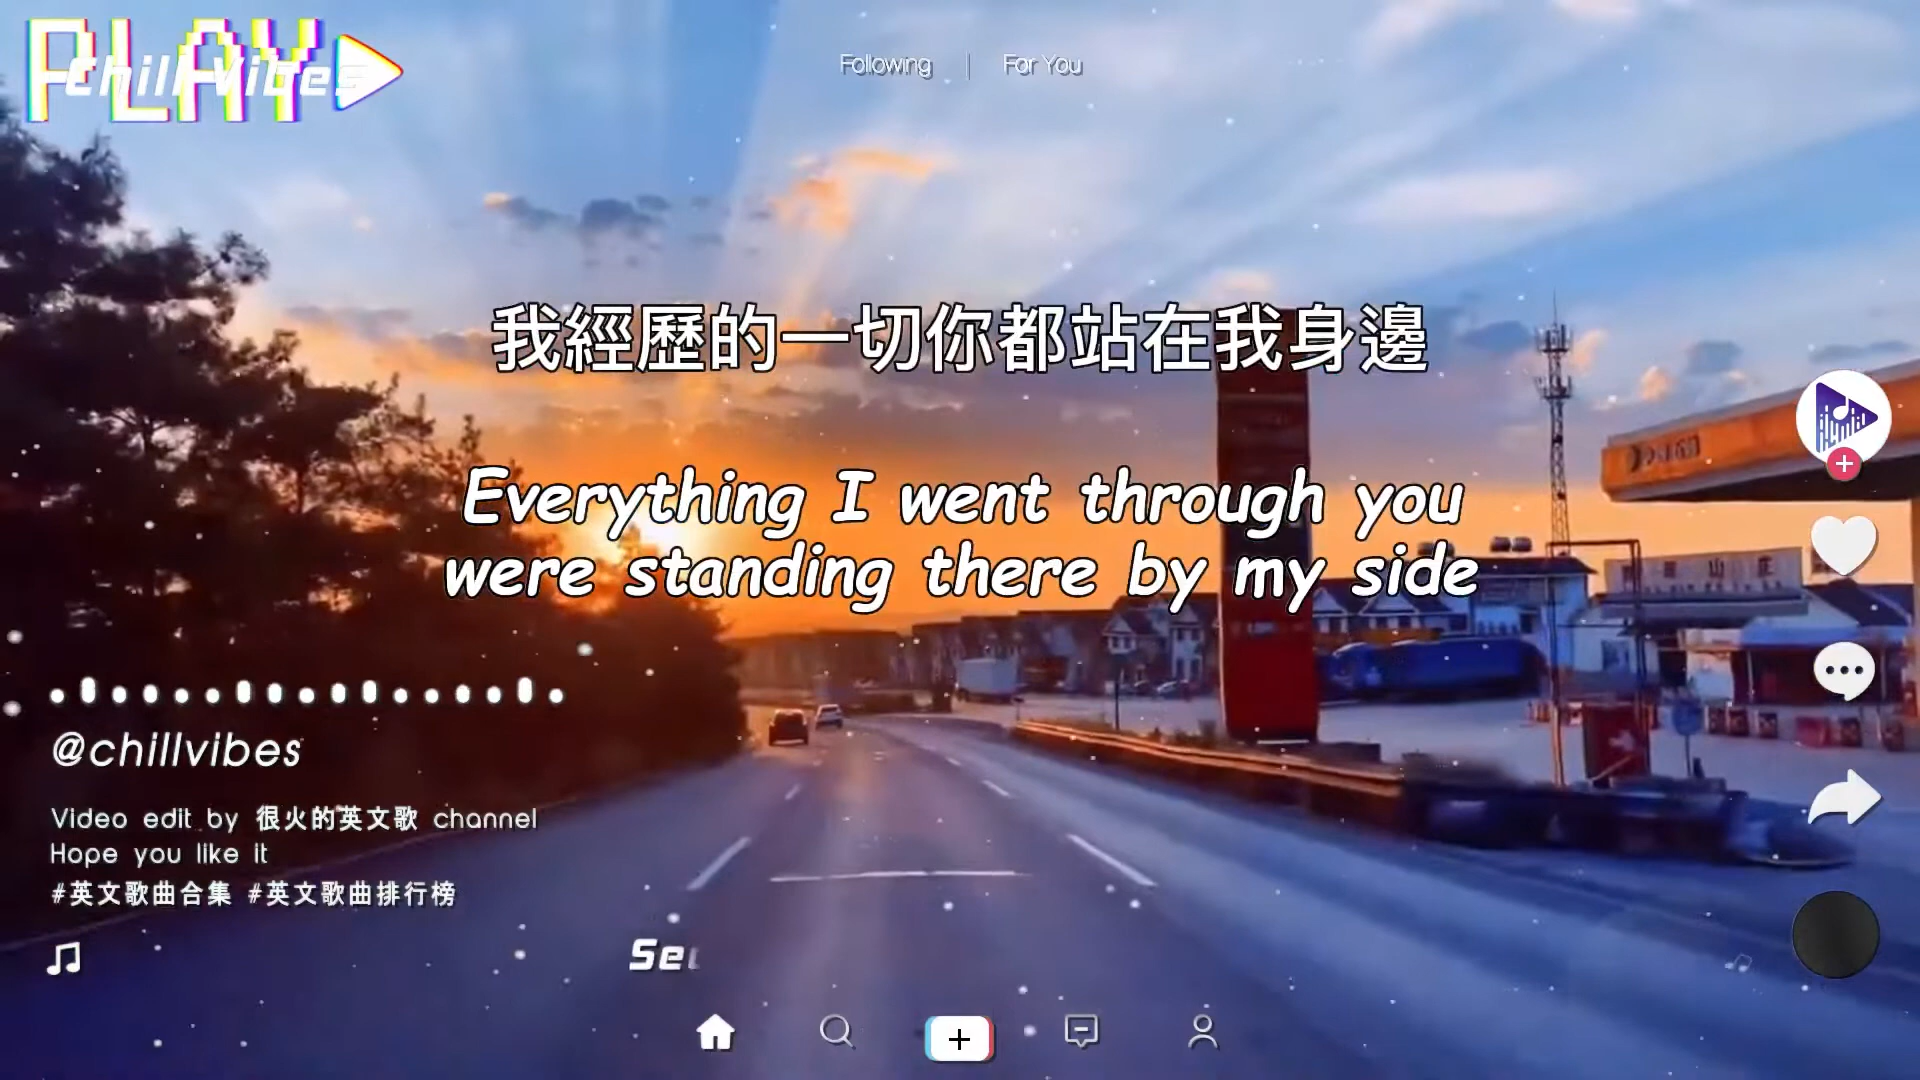 PLAY
Chill Vibes
Following | For You
我經歷的一切你都站在我身邊
Everything I went through you
were standing there by my side
@chillvibes
Video edit by 很火的英文歌 channel
Hope you like it
#英文歌曲合集 #英文歌曲排行榜